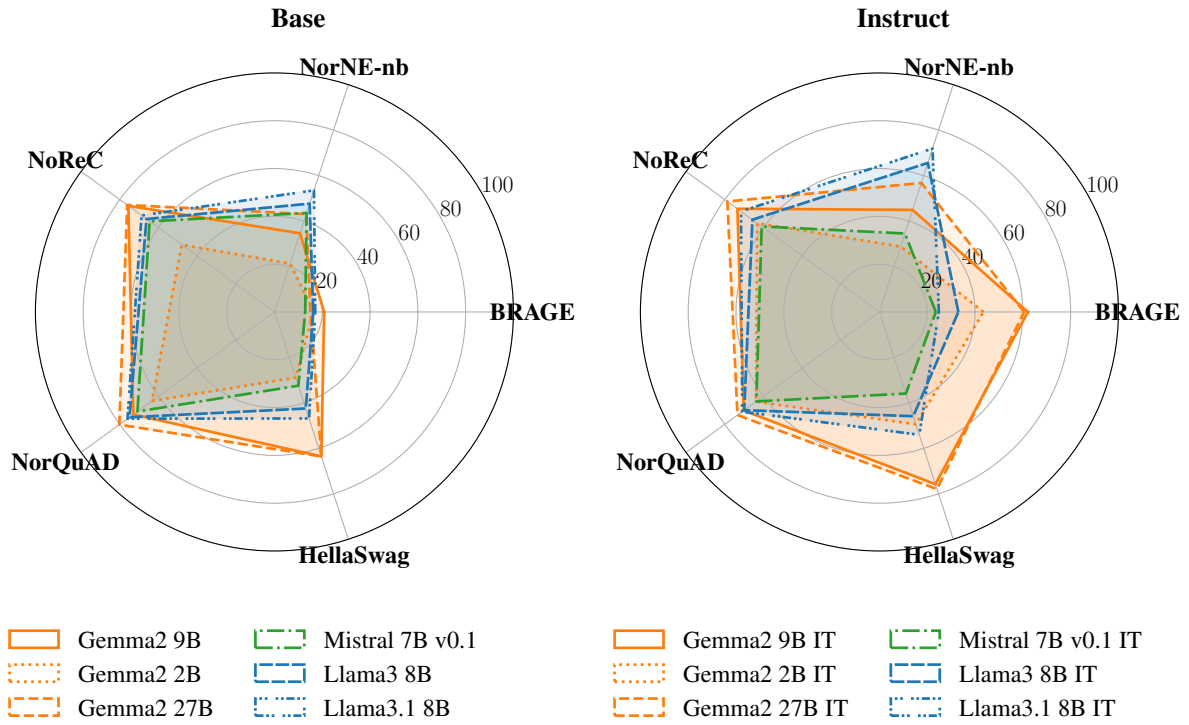 Base
NorNE-nb
NoReC
100
80
60
40
20
BRAGE
NorQuAD
HellaSwag
Gemma2 9B
Gemma2 2B
Gemma2 27B
Mistral 7B v0.1
Llama3 8B
Llama3.1 8B
Instruct
NorNE-nb
NoReC
100
80
60
40
20
BRAGE
NorQuAD
HellaSwag
Gemma2 9B IT
Gemma2 2B IT
Gemma2 27B IT
Mistral 7B v0.1 IT
Llama3 8B IT
Llama3.1 8B IT